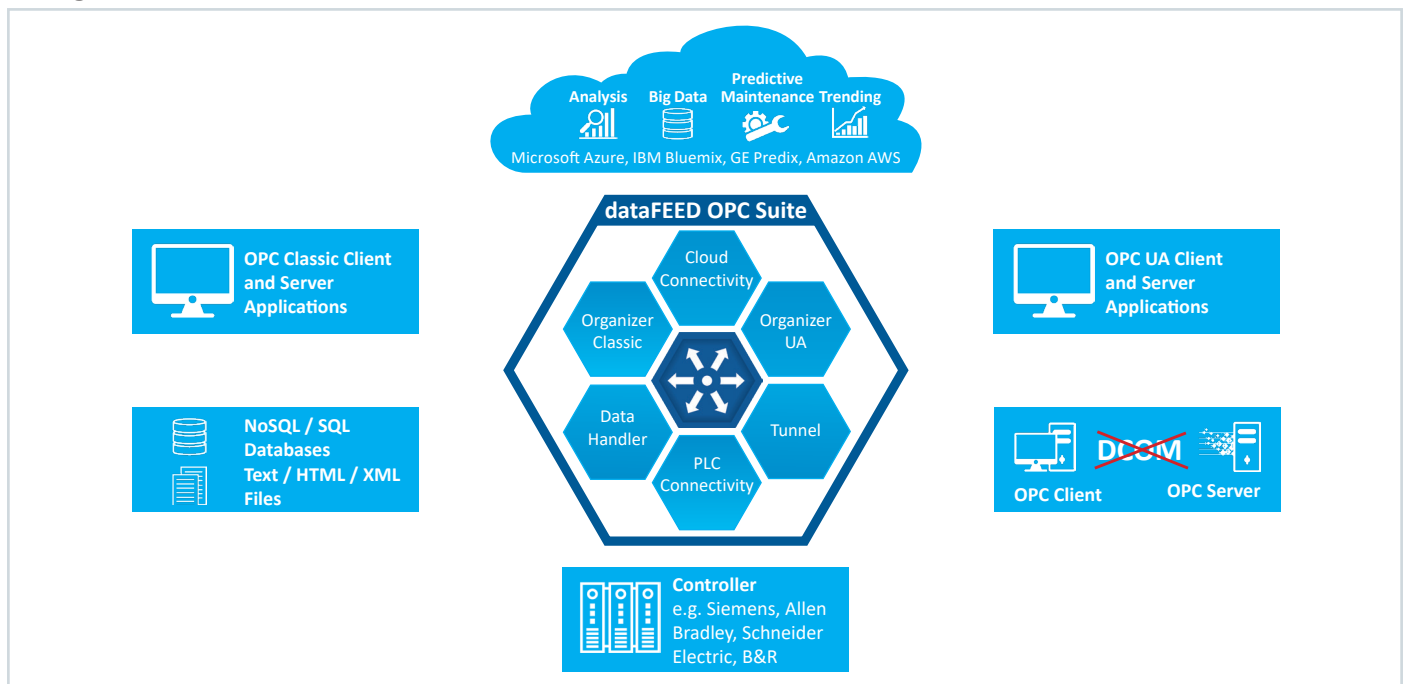 Predictive
Analysis Big Data Maintenance Trending
Microsoft Azure, IBM Bluemix, GE Predix, Amazon AWS
dataFEED OPC Suite
OPC Classic Client
and Server
Applications
Cloud
Connectivity
Organizer
Classic
Organizer
UA
Data
Handler
Tunnel
PLC
Connectivity
OPC UA Client
and Server
Applications
NoSQL / SQL
Databases
Text / HTML / XML
Files
DCOM
OPC Client
OPC Server
Controller
e.g. Siemens, Allen
Bradley, Schneider
Electric, B&R